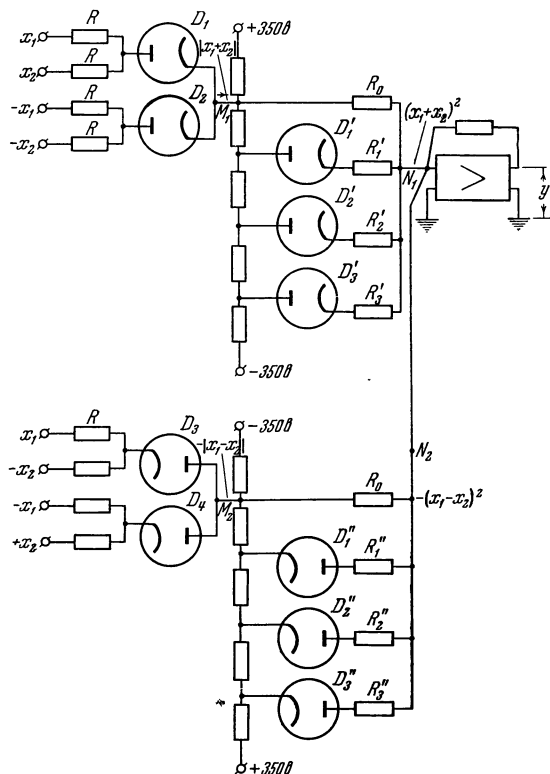 x₁ R
x₂ R
-x₁ R
-x₂ R
D₁
D₂
|x₁+x₂|
M₁
+350в
R₀
(x₁+x₂)²
D₁′ R₁′
N₁
>
y
D₂′ R₂′
D₃′ R₃′
-350в
x₁ R
-x₂
-x₁
+x₂
D₃
D₄
-|x₁-x₂|
M₂
-350в
N₂
R₀
-(x₁-x₂)²
D₁″ R₁″
D₂″ R₂″
D₃″ R₃″
+350в